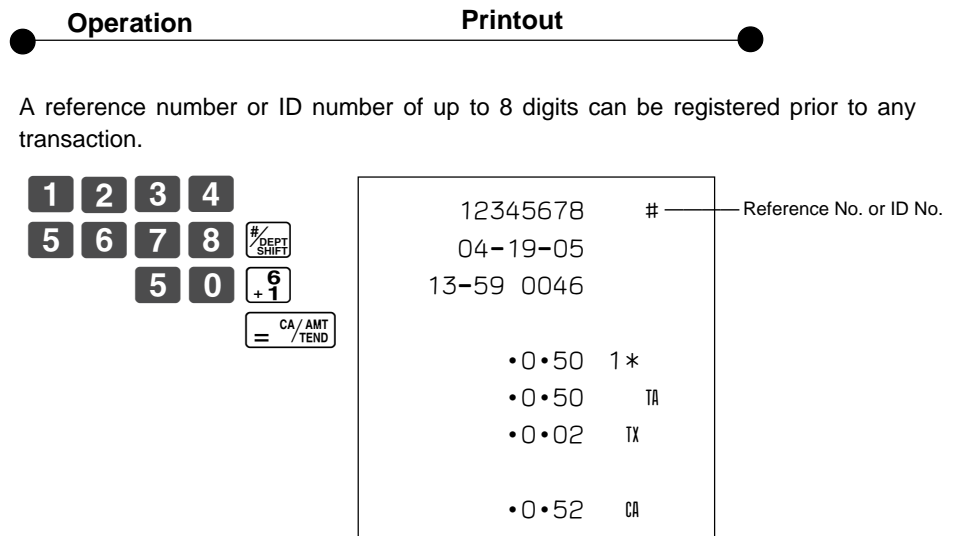 Operation Printout
A reference number or ID number of up to 8 digits can be registered prior to any
transaction.
1 2 3 4
5 6 7 8 #/DEPT SHIFT
5 0 6 +1
= CA/AMT TEND
12345678 # Reference No. or ID No.
04-19-05
13-59 0046
•0•50 1*
•0•50 TA
•0•02 TX
•0•52 CA